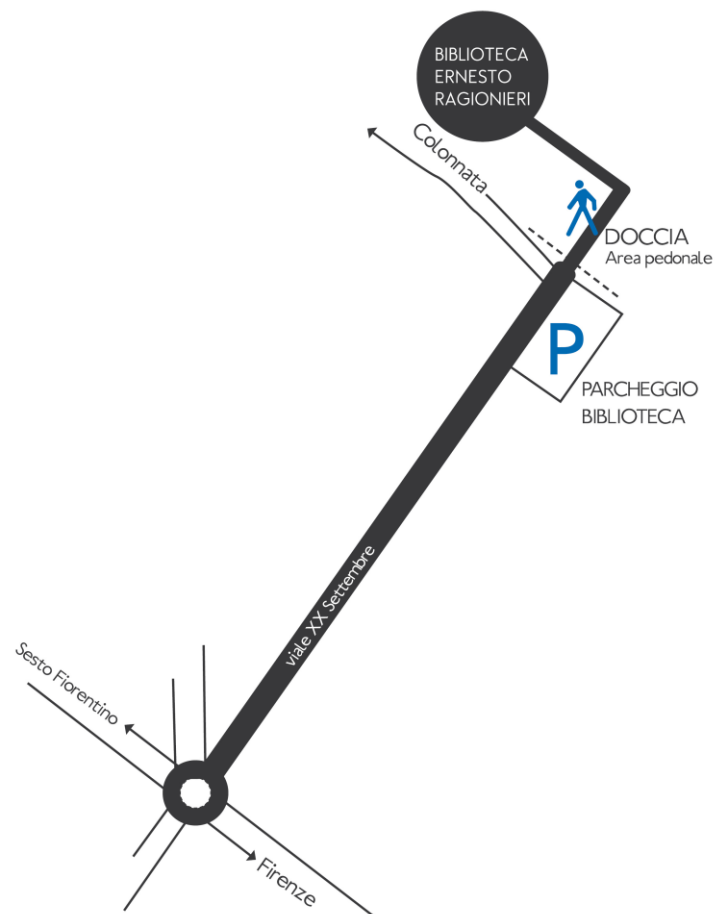 BIBLIOTECA
ERNESTO
RAGIONIERI
Colonnata
DOCCIA
Area pedonale
P
PARCHEGGIO
BIBLIOTECA
viale XX Settembre
Sesto Fiorentino
Firenze